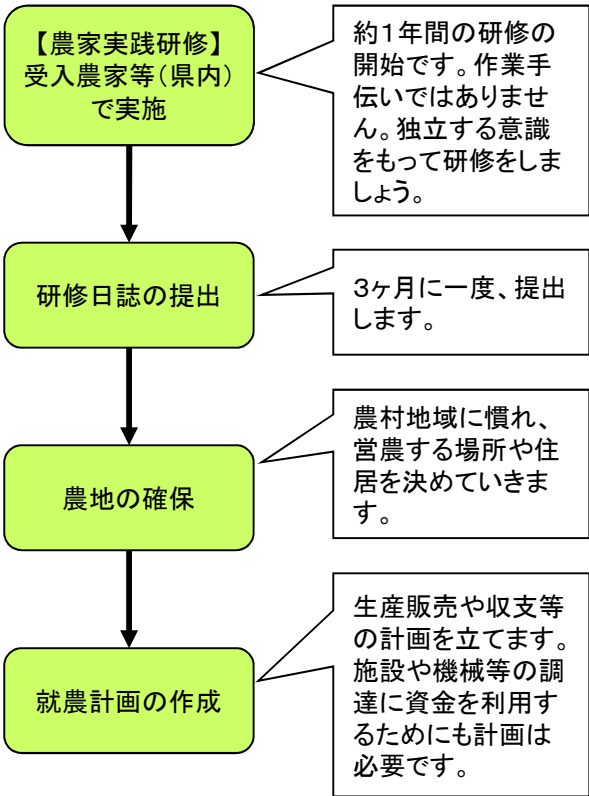 【農家実践研修】
受入農家等（県内）
で実施
約1年間の研修の
開始です。作業手
伝いではありませ
ん。独立する意識
をもって研修をしま
しょう。
研修日誌の提出
3ヶ月に一度、提出
します。
農地の確保
農村地域に慣れ、
営農する場所や住
居を決めていきま
す。
就農計画の作成
生産販売や収支等
の計画を立てます。
施設や機械等の調
達に資金を利用す
るためにも計画は
必要です。